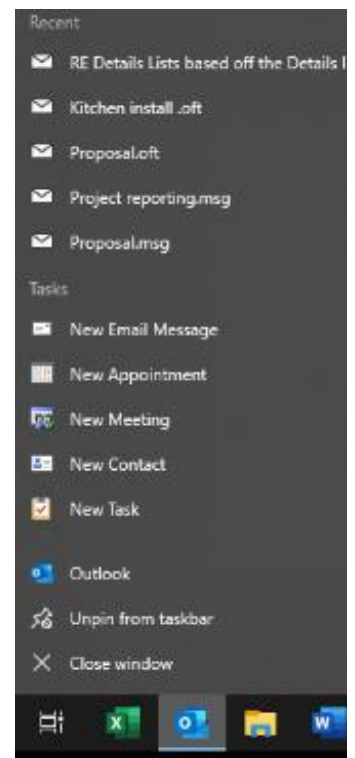 Recent
RE Details Lists based off the Details
Kitchen install .oft
Proposal.oft
Project reporting.msg
Proposal.msg
Tasks
New Email Message
New Appointment
New Meeting
New Contact
New Task
Outlook
Unpin from taskbar
Close window